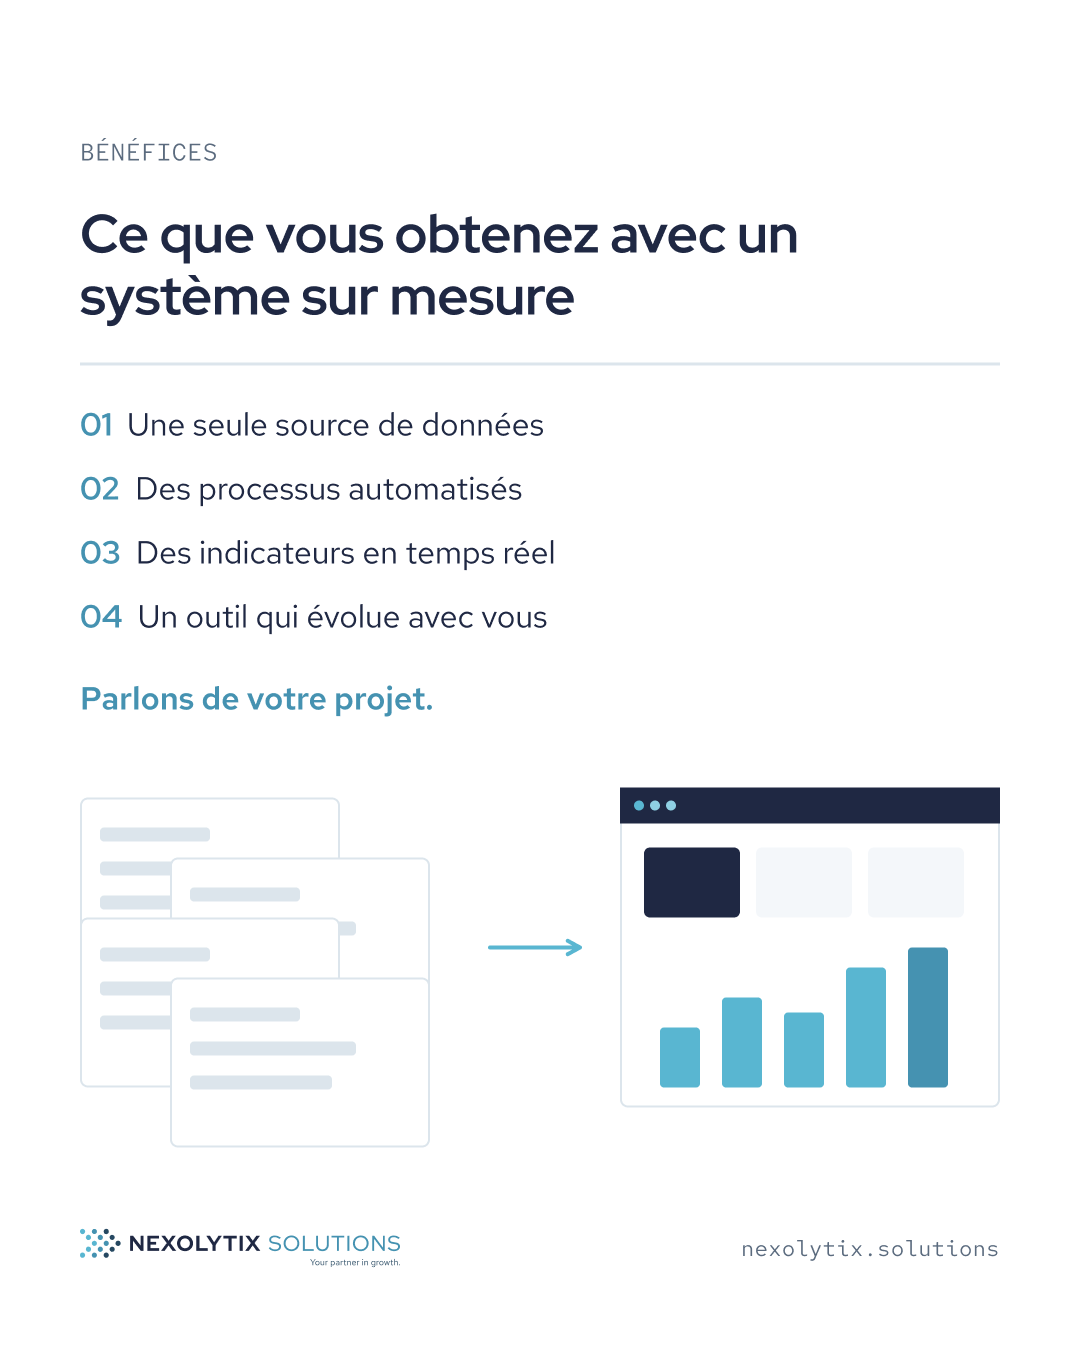 BÉNÉFICES
Ce que vous obtenez avec un
système sur mesure
01 Une seule source de données
02 Des processus automatisés
03 Des indicateurs en temps réel
04 Un outil qui évolue avec vous
Parlons de votre projet.
NEXOLYTIX SOLUTIONS
Your partner in growth.
nexolytix.solutions